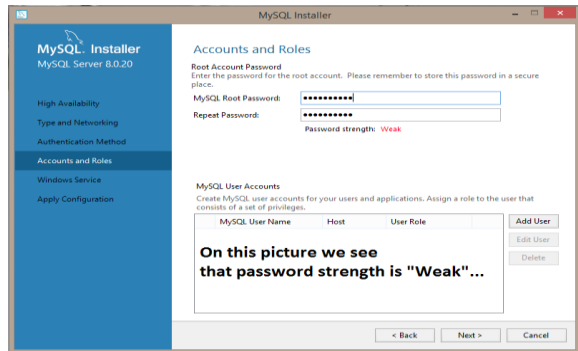 MySQL Installer
MySQL. Installer
MySQL Server 8.0.20
High Availability
Type and Networking
Authentication Method
Accounts and Roles
Windows Service
Apply Configuration
Accounts and Roles
Root Account Password
Enter the password for the root account. Please remember to store this password in a secure
place.
MySQL Root Password: ●●●●●●●●●●
Repeat Password: ●●●●●●●●●●
Password strength: Weak
MySQL User Accounts
Create MySQL user accounts for your users and applications. Assign a role to the user that
consists of a set of privileges.
MySQL User Name Host User Role Add User
Edit User
Delete
On this picture we see
that password strength is "Weak"...
< Back Next > Cancel